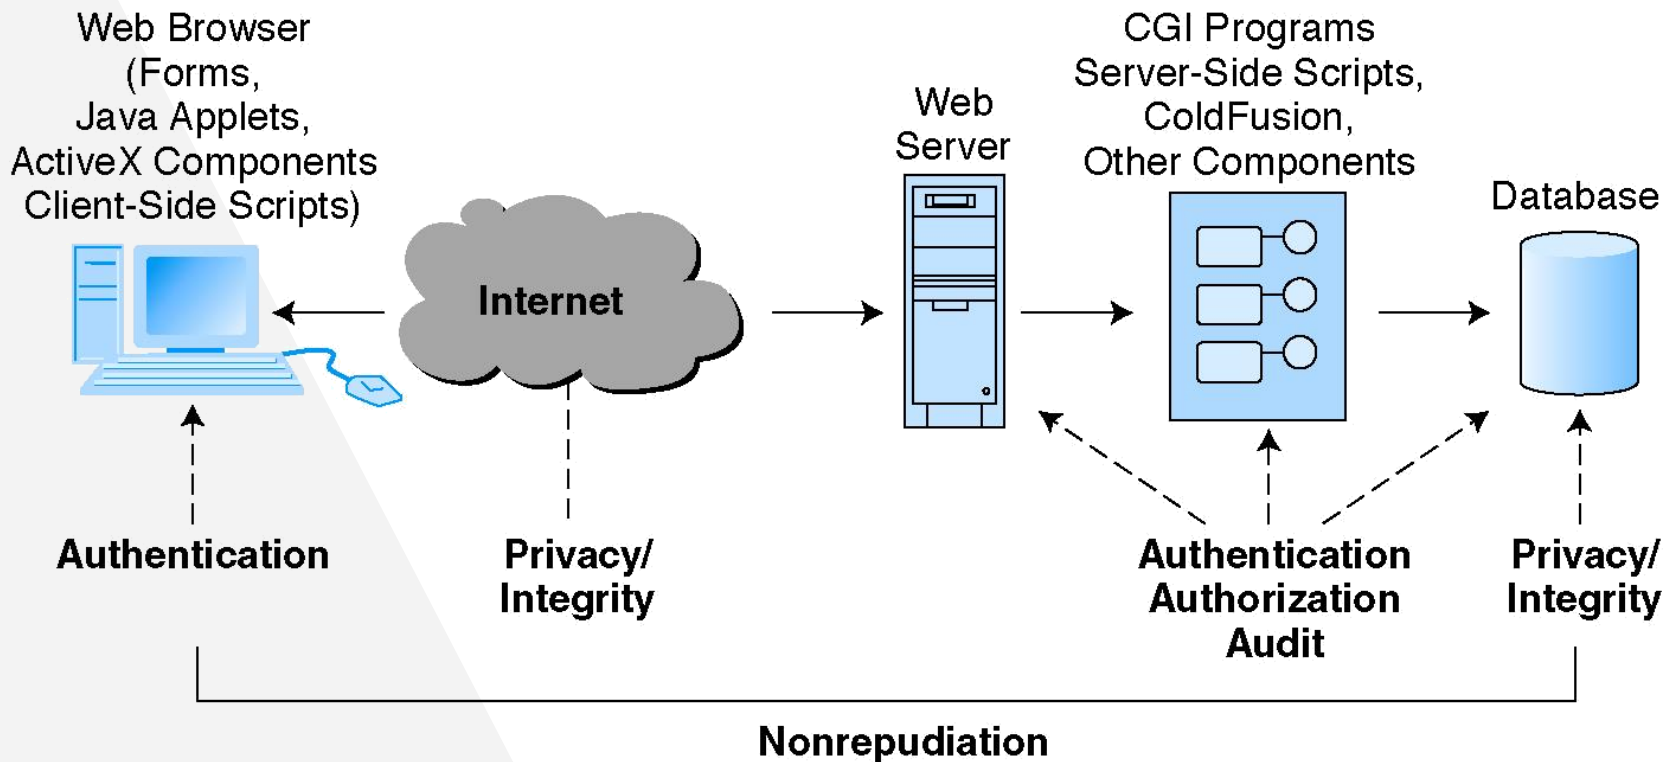 Web Browser
(Forms,
Java Applets,
ActiveX Components
Client-Side Scripts)
Internet
Web
Server
CGI Programs
Server-Side Scripts,
ColdFusion,
Other Components
Database
Authentication
Privacy/
Integrity
Authentication
Authorization
Audit
Privacy/
Integrity
Nonrepudiation